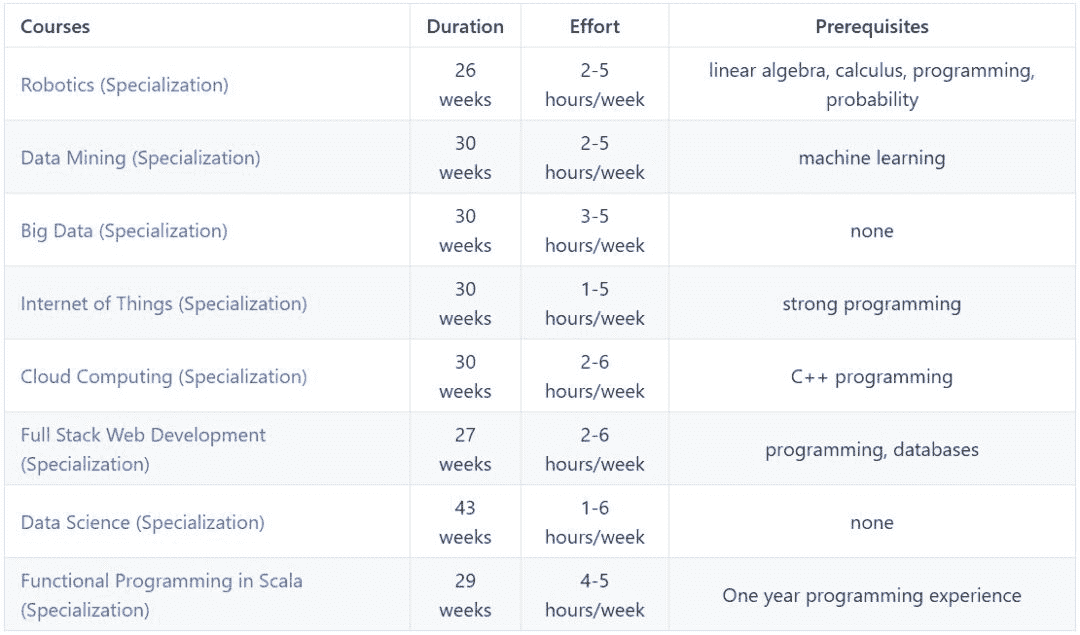 Courses Duration Effort Prerequisites
Robotics (Specialization) 26 weeks 2-5 hours/week linear algebra, calculus, programming, probability
Data Mining (Specialization) 30 weeks 2-5 hours/week machine learning
Big Data (Specialization) 30 weeks 3-5 hours/week none
Internet of Things (Specialization) 30 weeks 1-5 hours/week strong programming
Cloud Computing (Specialization) 30 weeks 2-6 hours/week C++ programming
Full Stack Web Development (Specialization) 27 weeks 2-6 hours/week programming, databases
Data Science (Specialization) 43 weeks 1-6 hours/week none
Functional Programming in Scala (Specialization) 29 weeks 4-5 hours/week One year programming experience